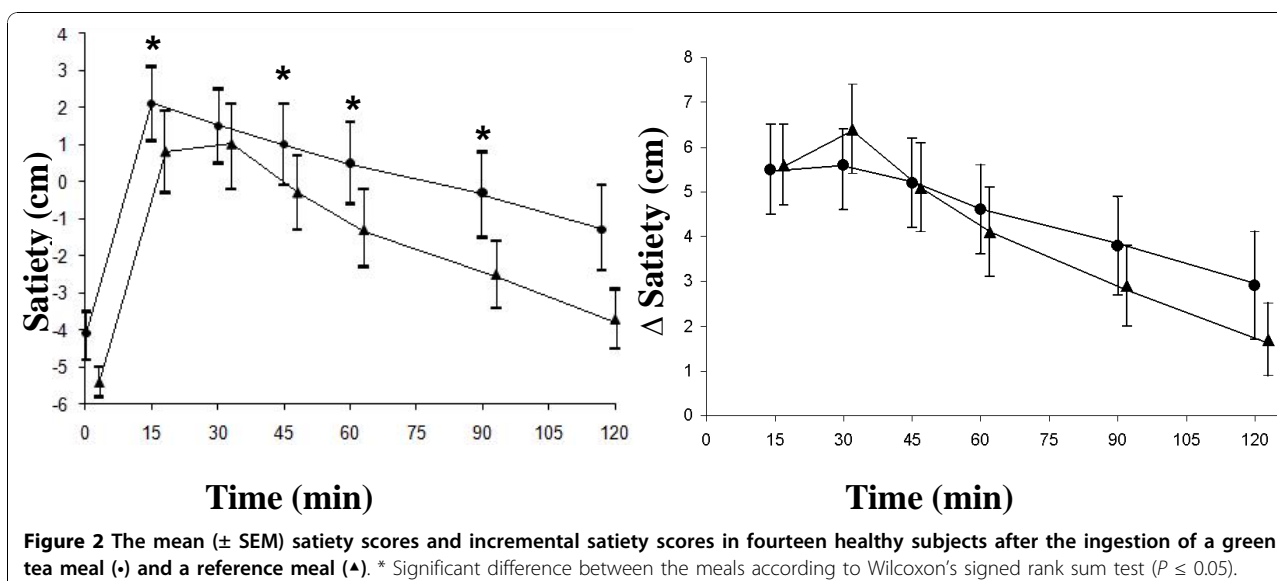 4
3
2
1
0
-1
-2
-3
-4
-5
-6
Satiety (cm)
* * * *
0 15 30 45 60 75 90 105 120
Time (min)
8
7
6
5
4
3
2
1
0
Δ Satiety (cm)
0 15 30 45 60 75 90 105 120
Time (min)
Figure 2 The mean (± SEM) satiety scores and incremental satiety scores in fourteen healthy subjects after the ingestion of a green
tea meal (•) and a reference meal (▲). * Significant difference between the meals according to Wilcoxon's signed rank sum test (P ≤ 0.05).